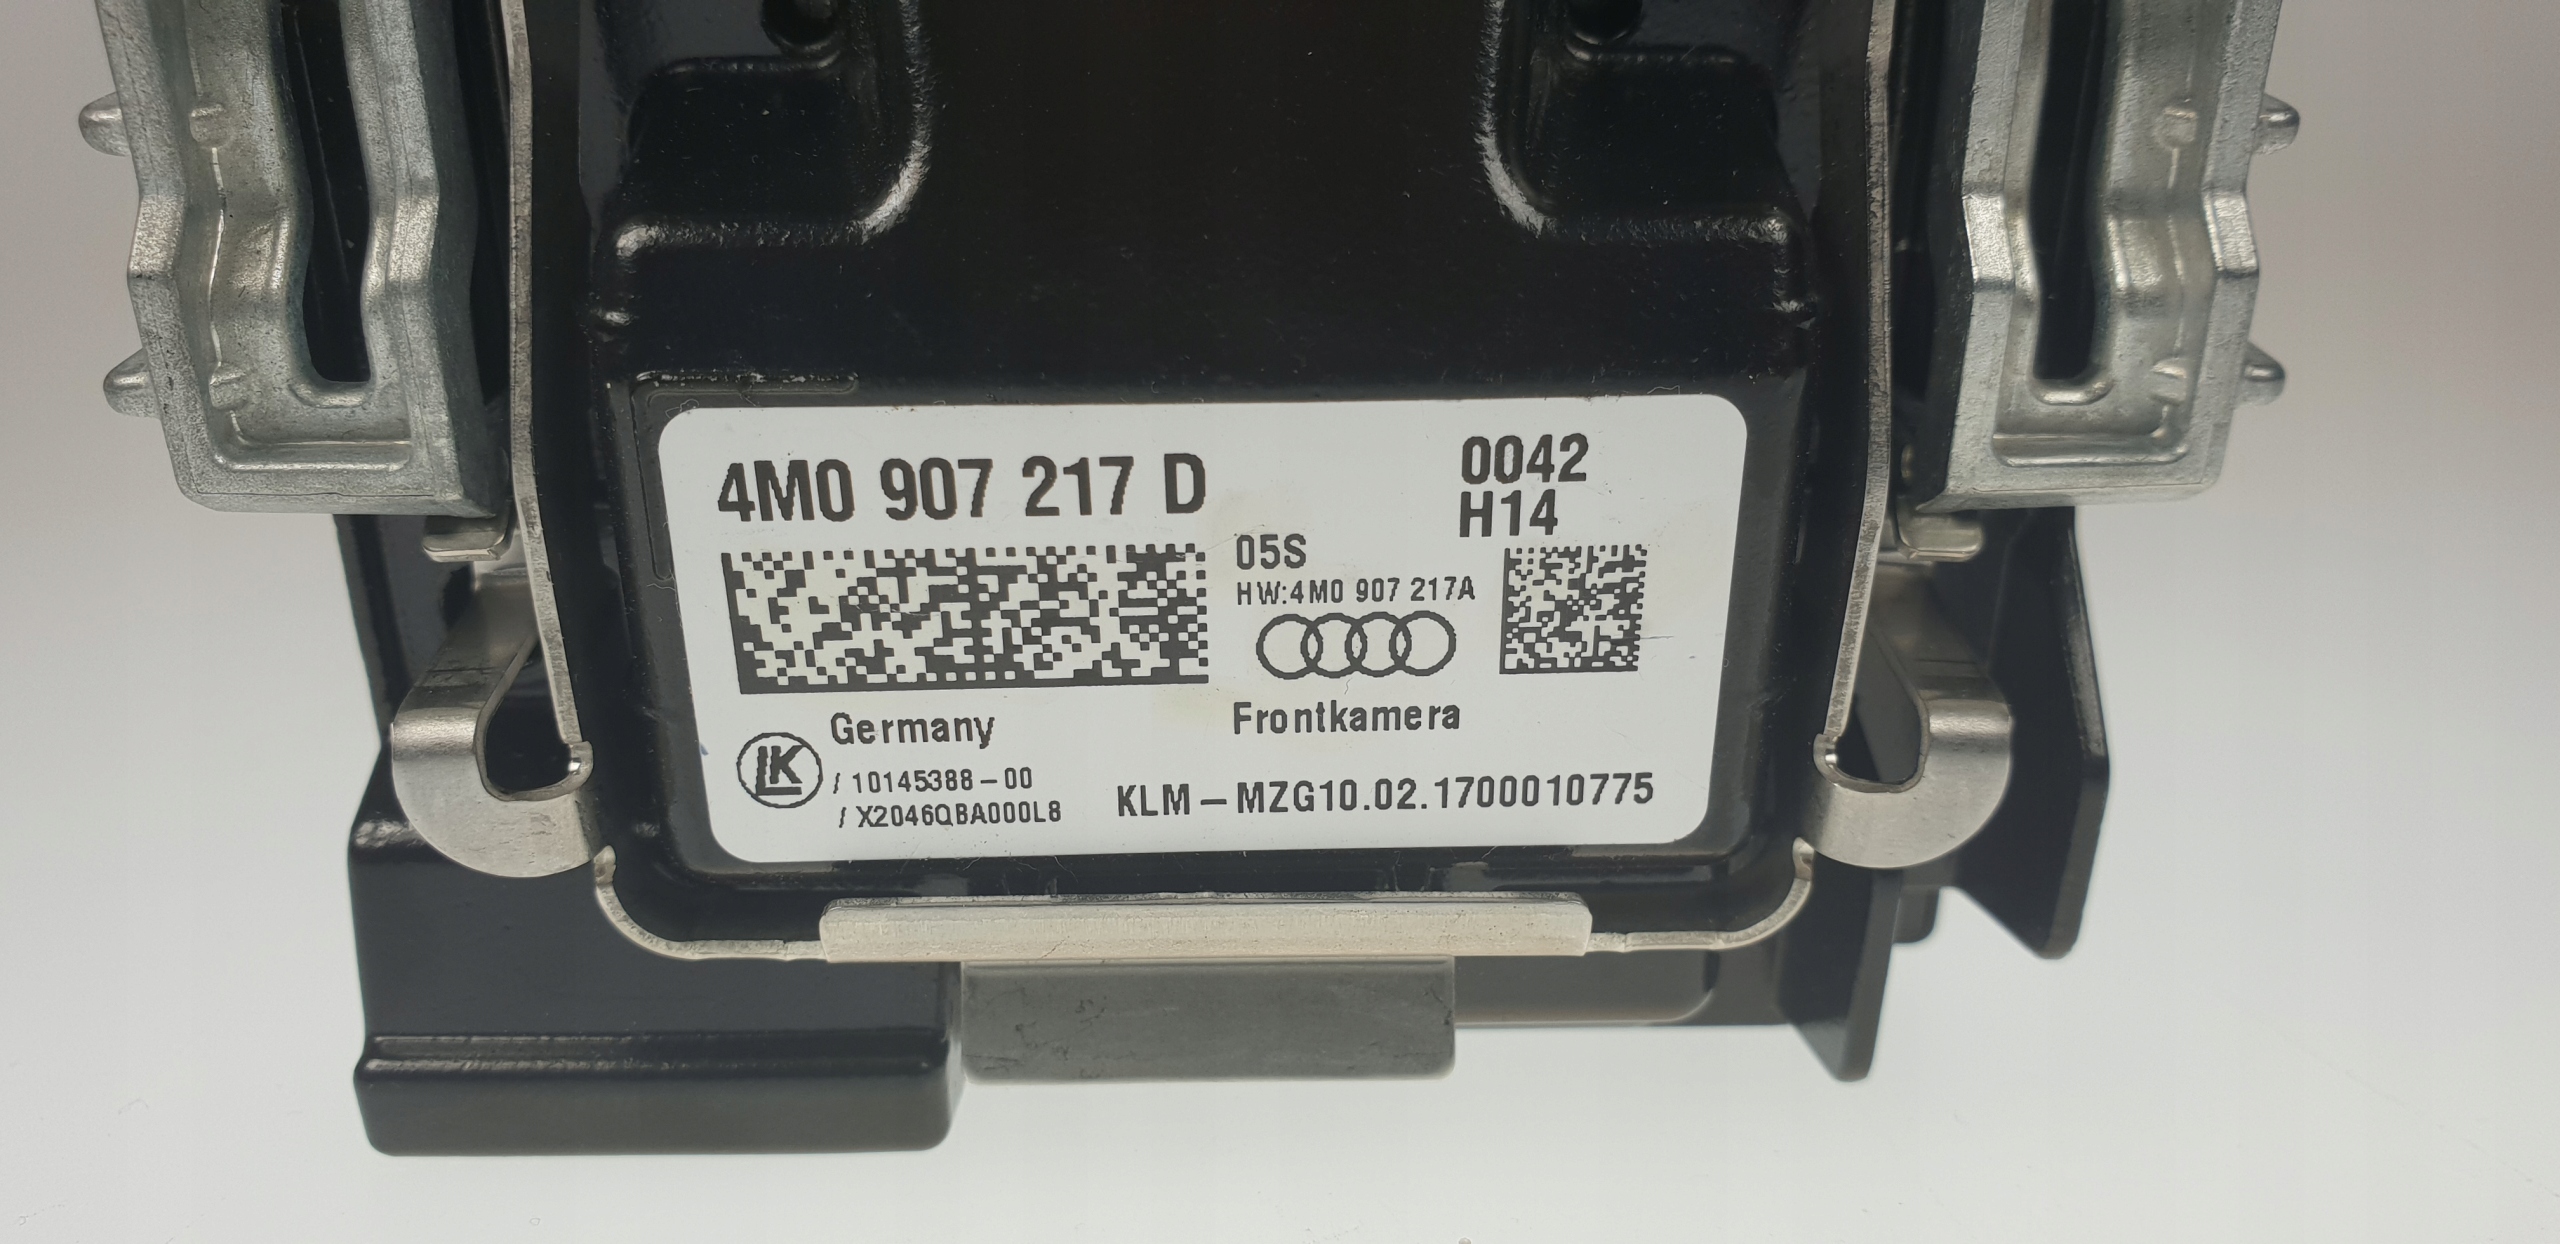 4M0 907 217 D
0042
H14
05S
HW:4M0 907 217A
Germany
Frontkamera
LK
/ 10145388-00
/ X2046QBA000L8
KLM-MZG10.02.1700010775